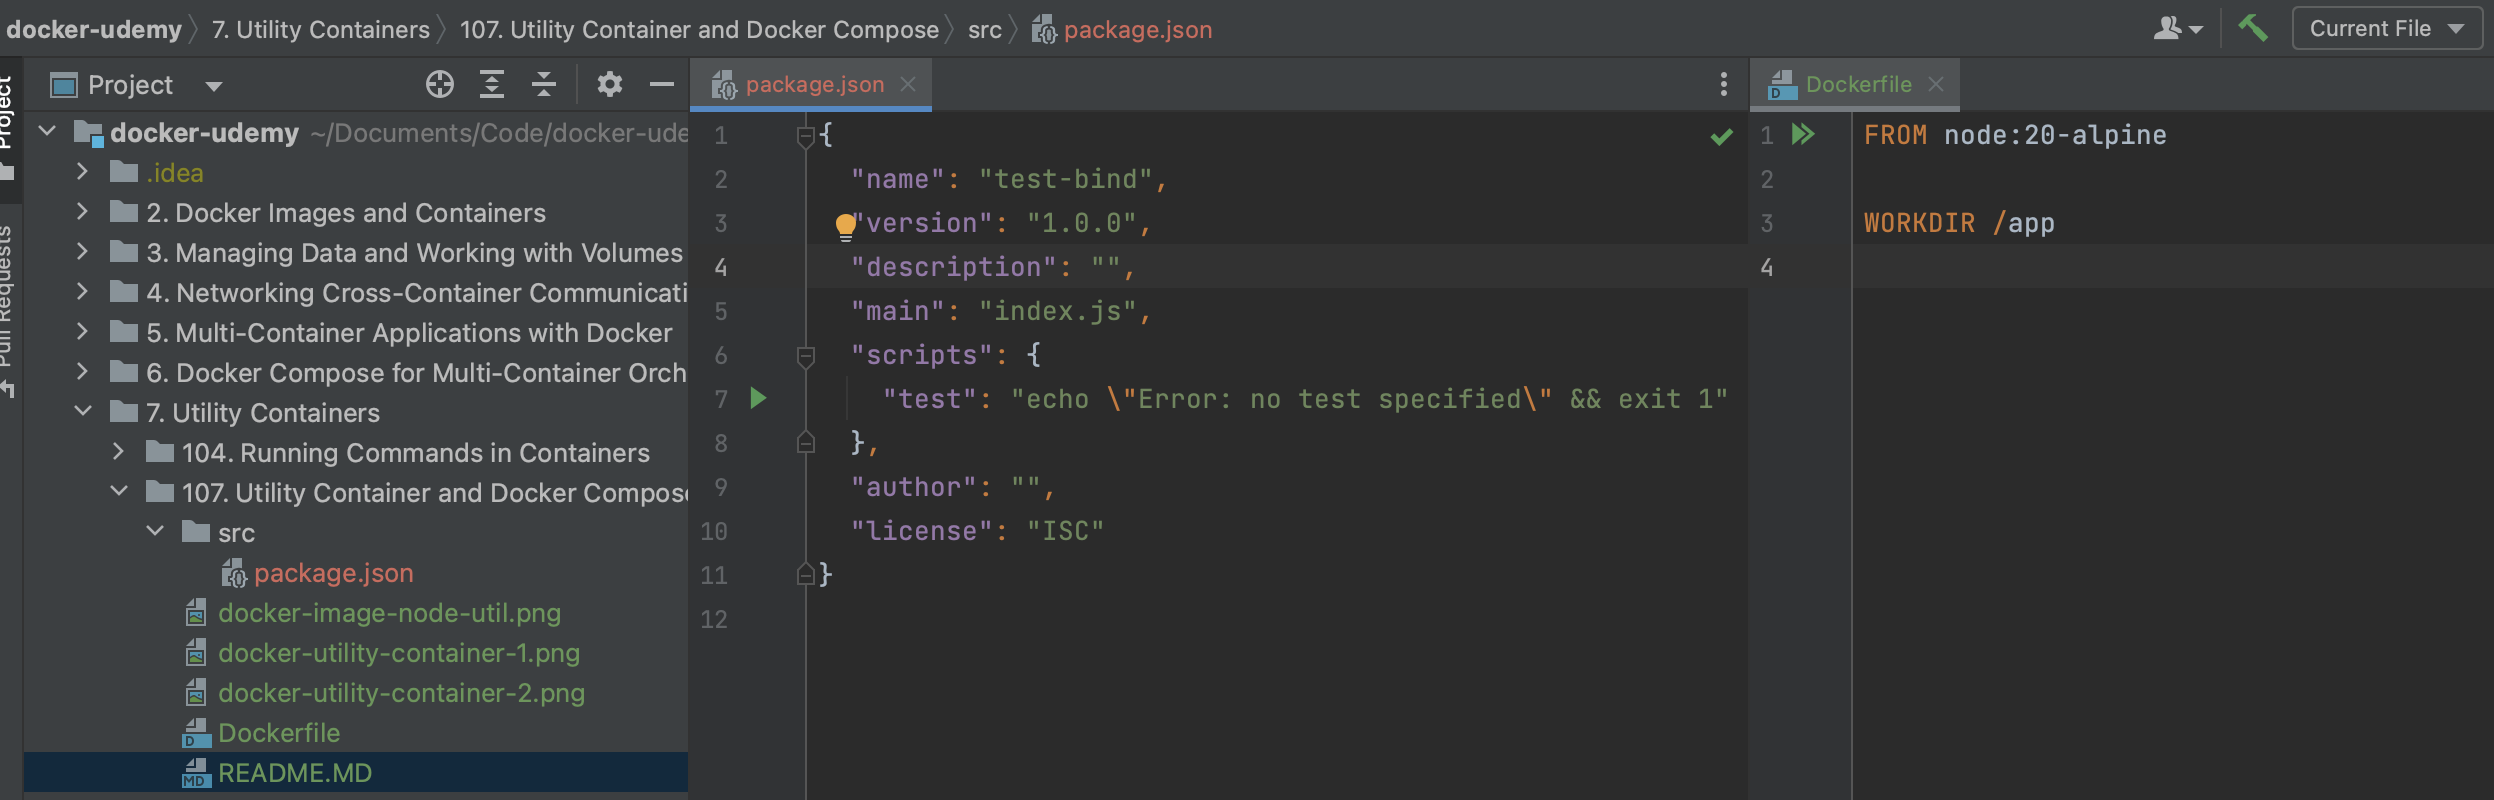 docker-udemy 7. Utility Containers 107. Utility Container and Docker Compose src package.json Current File
Project
Pull Requests
Project
docker-udemy ~/Documents/Code/docker-ude
.idea
2. Docker Images and Containers
3. Managing Data and Working with Volumes
4. Networking Cross-Container Communicati
5. Multi-Container Applications with Docker
6. Docker Compose for Multi-Container Orch
7. Utility Containers
104. Running Commands in Containers
107. Utility Container and Docker Compose
src
package.json
docker-image-node-util.png
docker-utility-container-1.png
docker-utility-container-2.png
Dockerfile
README.MD
package.json
1 {
2 "name": "test-bind",
3 "version": "1.0.0",
4 "description": "",
5 "main": "index.js",
6 "scripts": {
7 "test": "echo \"Error: no test specified\" && exit 1"
8 },
9 "author": "",
10 "license": "ISC"
11 }
12
Dockerfile
1 FROM node:20-alpine
2
3 WORKDIR /app
4